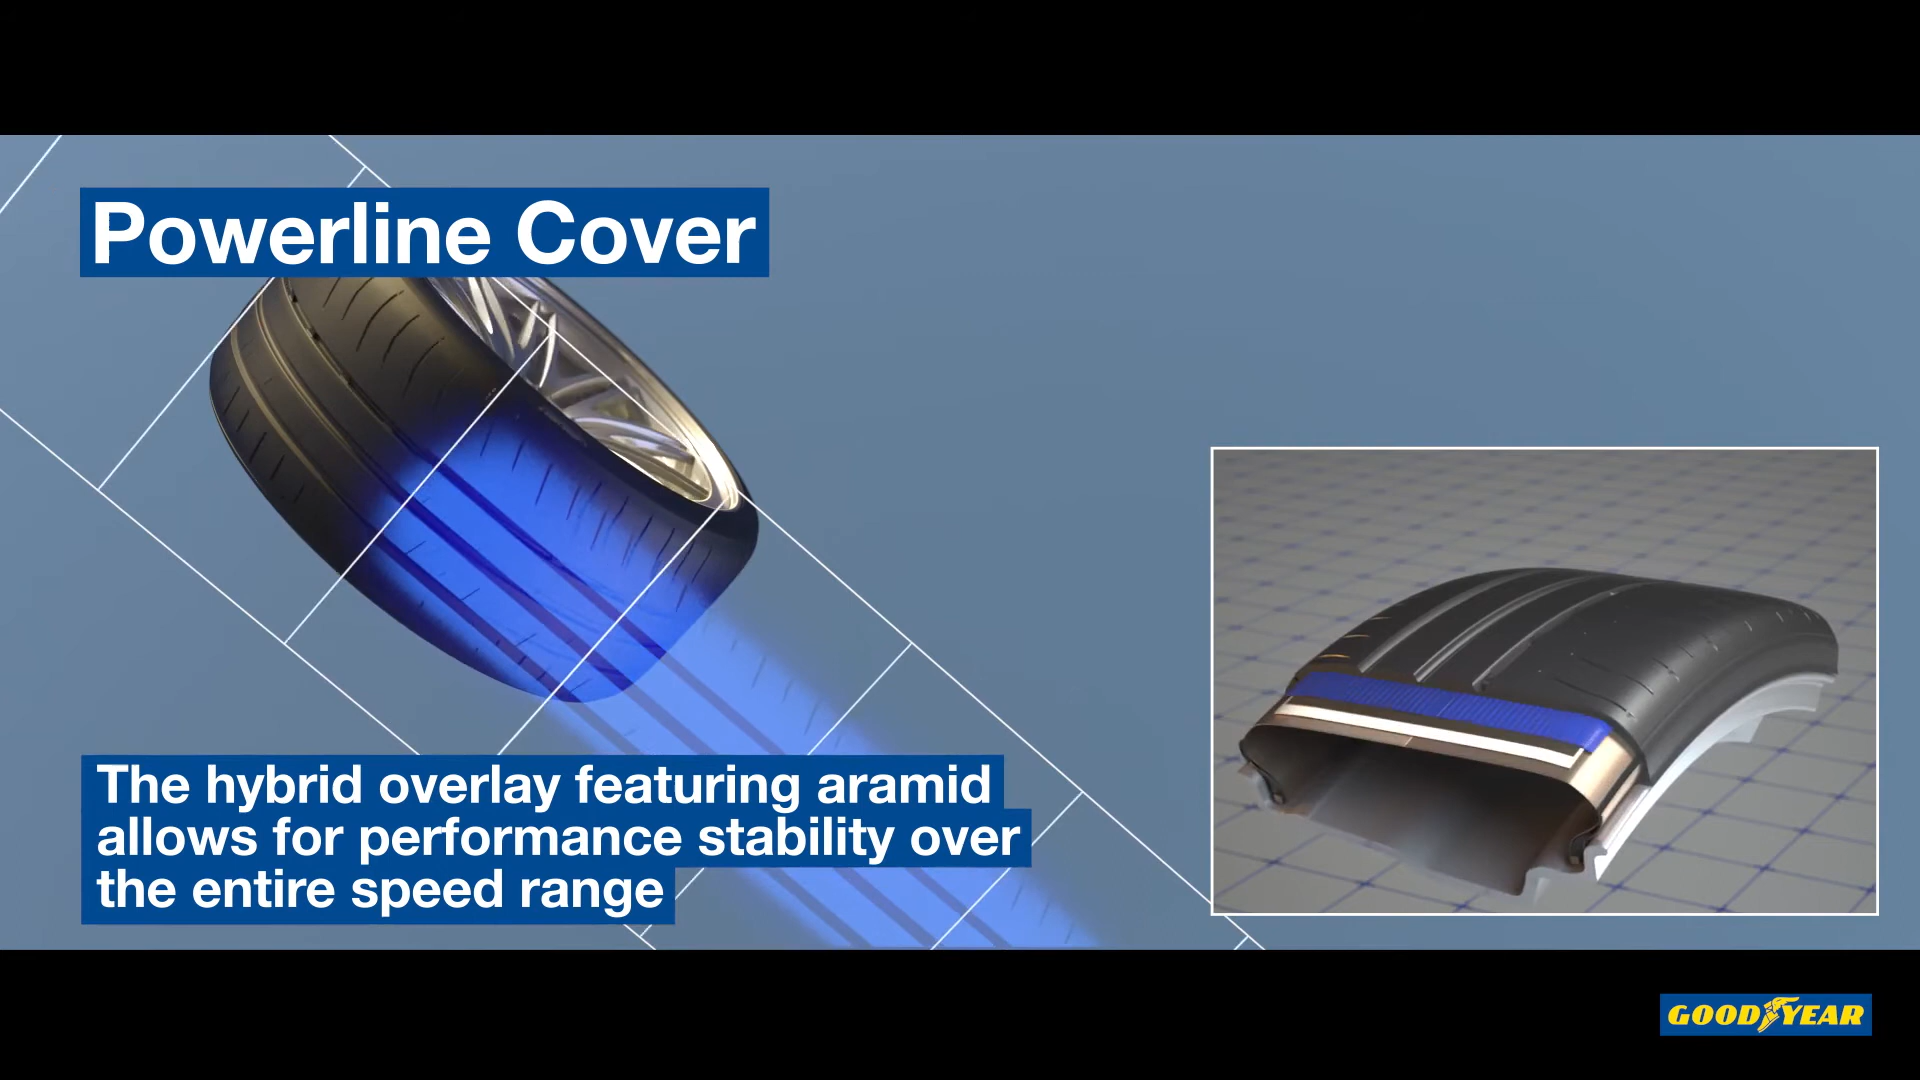 Powerline Cover
The hybrid overlay featuring aramid
allows for performance stability over
the entire speed range
GOODYEAR